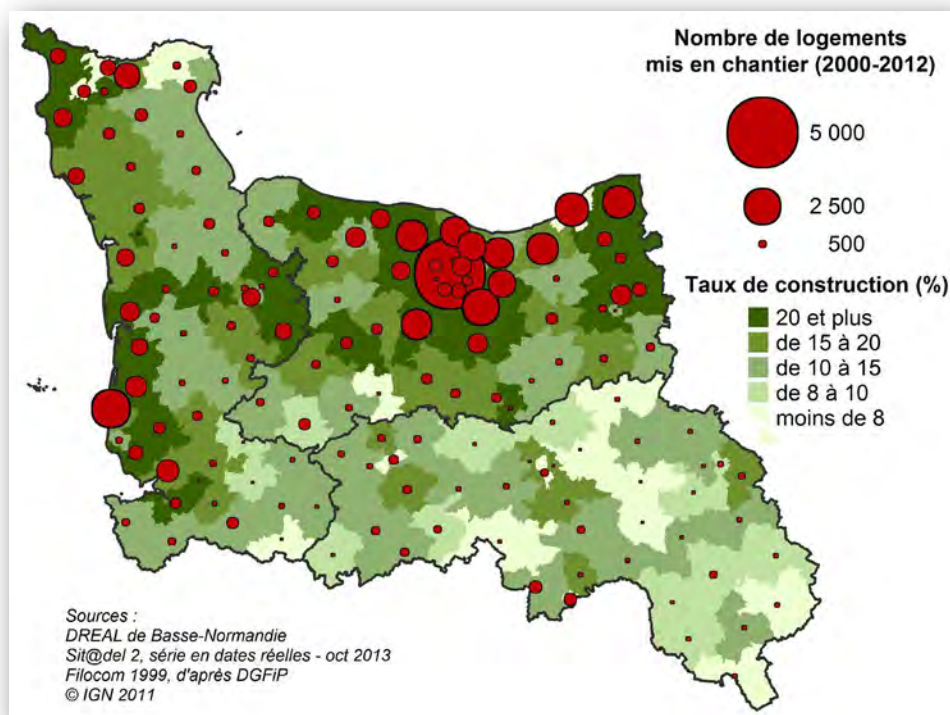 Nombre de logements
mis en chantier (2000-2012)
5 000
2 500
500
Taux de construction (%)
20 et plus
de 15 à 20
de 10 à 15
de 8 à 10
moins de 8
Sources :
DREAL de Basse-Normandie
Sit@del 2, série en dates réelles - oct 2013
Filocom 1999, d'après DGFiP
© IGN 2011